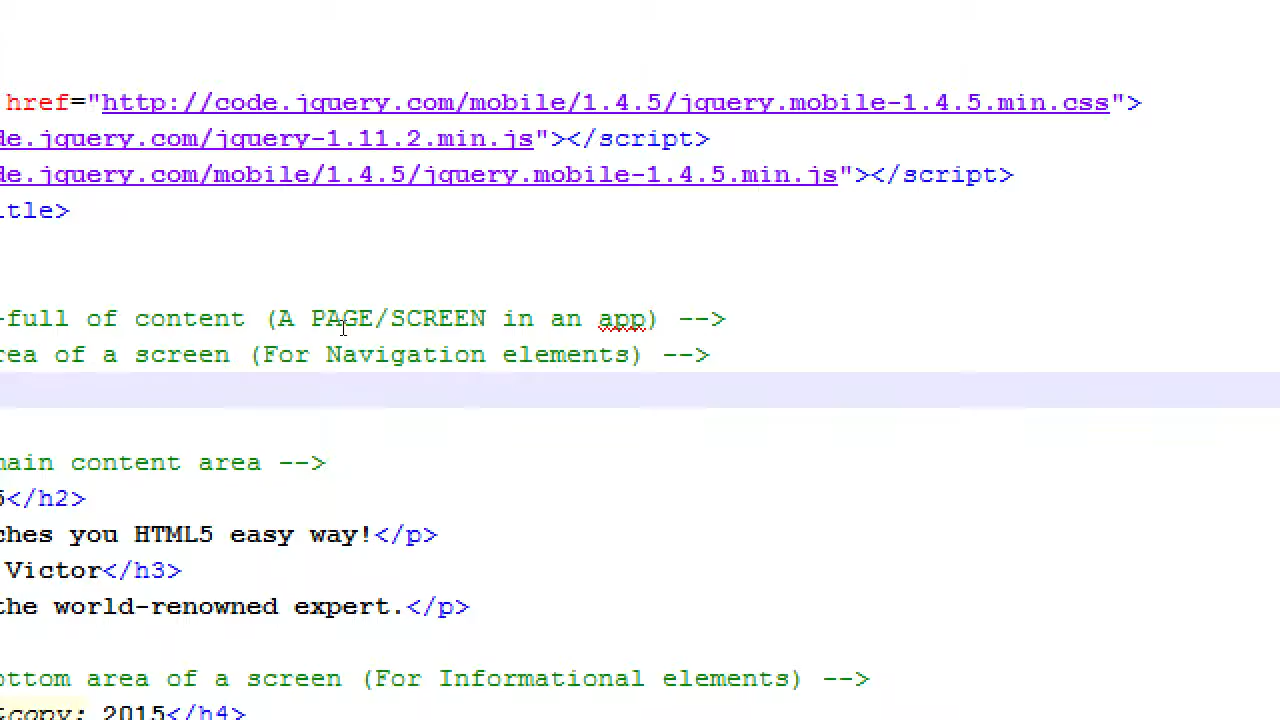 href="http://code.jquery.com/mobile/1.4.5/jquery.mobile-1.4.5.min.css">
de.jquery.com/jquery-1.11.2.min.js"></script>
de.jquery.com/mobile/1.4.5/jquery.mobile-1.4.5.min.js"></script>
itle>
-full of content (A PAGE/SCREEN in an app) -->
rea of a screen (For Navigation elements) -->
main content area -->
</h2>
ches you HTML5 easy way!</p>
Victor</h3>
the world-renowned expert.</p>
ottom area of a screen (For Informational elements) -->
copy; 2015</h4>